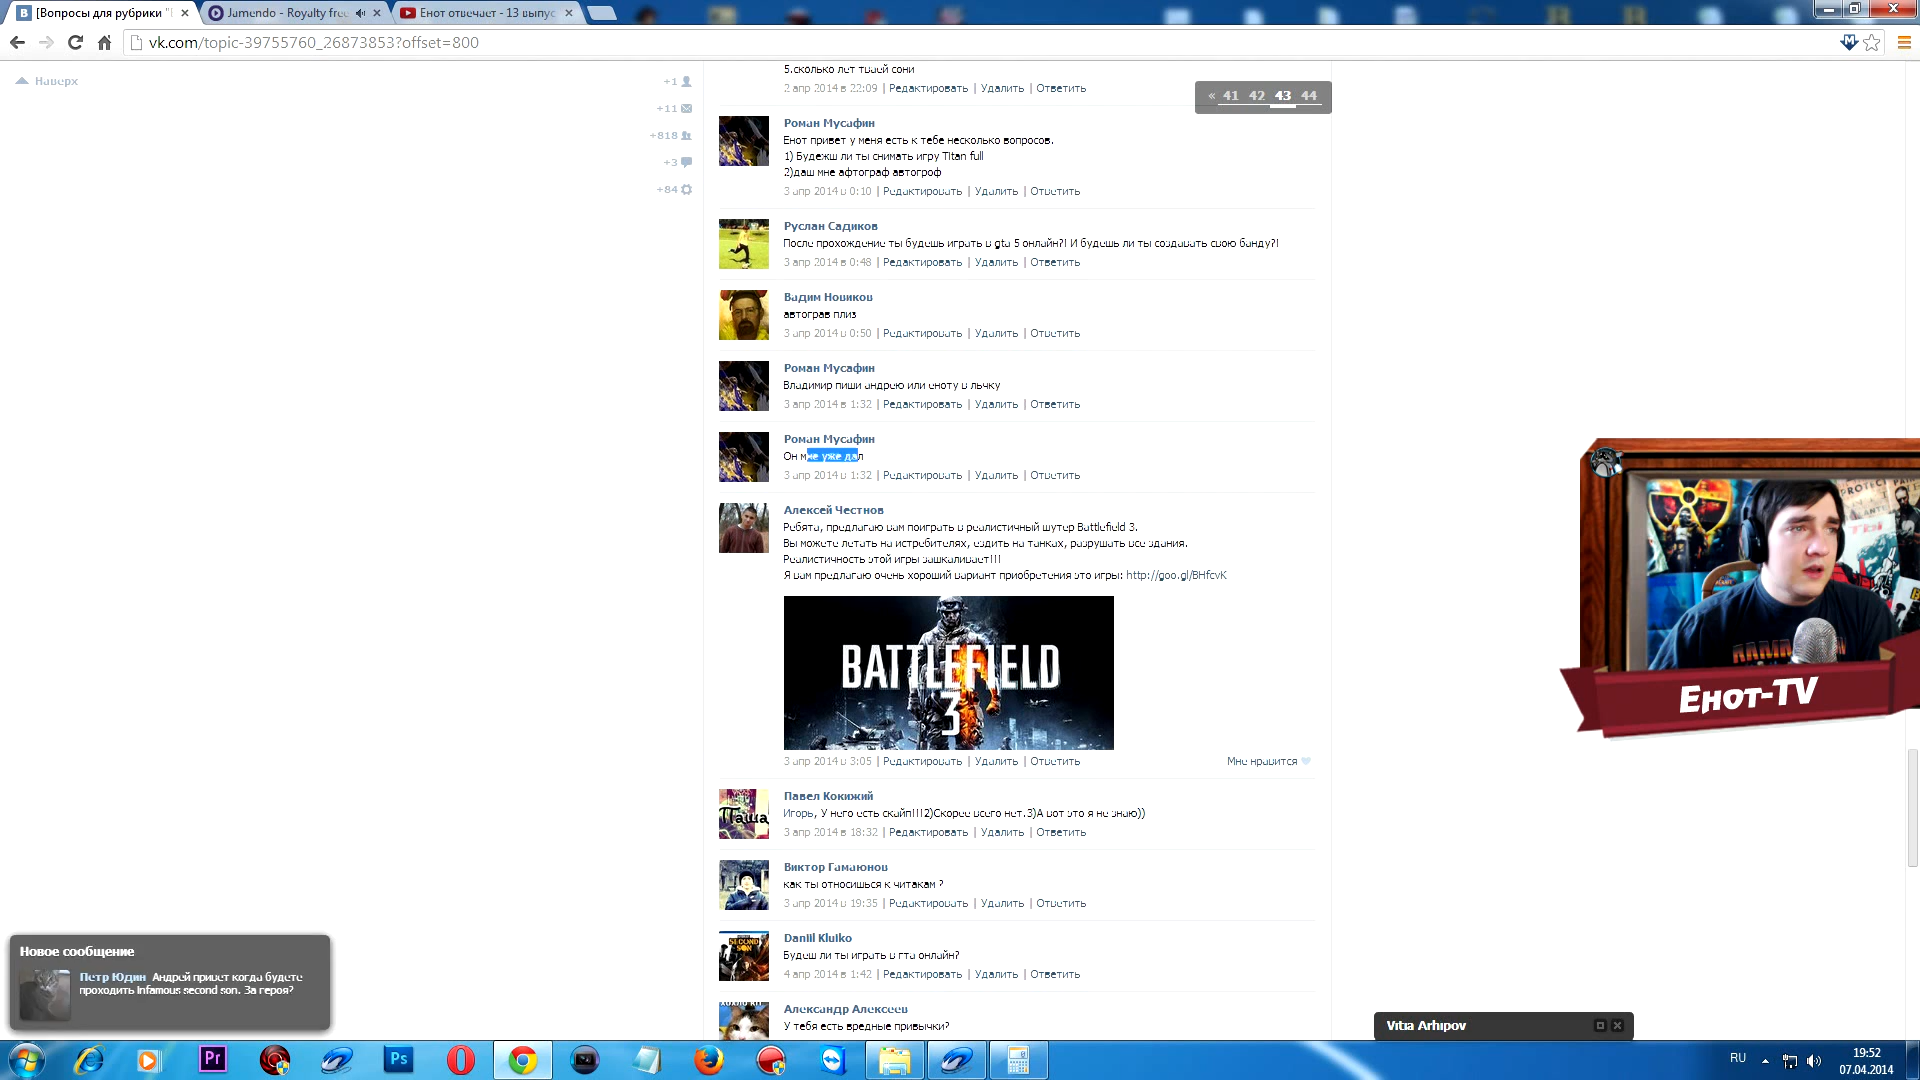 [Вопросы для рубрики "
Jamendo - Royalty free
Енот отвечает - 13 выпус
vk.com/topic-39755760_26873853?offset=800
Наверх
+1
+11
+818
+3
+84
« 41 42 43 44
5.сколько лет твоей сони
2 апр 2014 в 22:09 | Редактировать | Удалить | Ответить
Роман Мусафин
Енот привет у меня есть к тебе несколько вопросов.
1) Будежш ли ты снимать игру Tltan full
2)даш мне афтограф автогроф
3 апр 2014 в 0:10 | Редактировать | Удалить | Ответить
Руслан Садиков
После прохождение ты будешь играть в gta 5 онлайн?! И будешь ли ты создавать свою банду?!
3 апр 2014 в 0:48 | Редактировать | Удалить | Ответить
Вадим Новиков
автограв плиз
3 апр 2014 в 0:50 | Редактировать | Удалить | Ответить
Роман Мусафин
Владимир пиши андрею или еноту в льчку
3 апр 2014 в 1:32 | Редактировать | Удалить | Ответить
Роман Мусафин
Он мне уже дал
3 апр 2014 в 1:32 | Редактировать | Удалить | Ответить
Алексей Честнов
Ребята, предлагаю вам поиграть в реалистичный шутер Battlefield 3.
Вы можете летать на истребителях, ездить на танках, разрушать все здания.
Реалистичность этой игры зашкаливает!!!
Я вам предлагаю очень хороший вариант приобретения это игры: http://goo.gl/BHfcvK
BATTLEFIELD
3
3 апр 2014 в 3:05 | Редактировать | Удалить | Ответить
Мне нравится
Енот-TV
Павел Кокижий
Паша
Игорь, У него есть скайп!!!2)Скорее всего нет.3)А вот это я не знаю))
3 апр 2014 в 18:32 | Редактировать | Удалить | Ответить
Виктор Гамаюнов
как ты относишься к читакам ?
3 апр 2014 в 19:35 | Редактировать | Удалить | Ответить
Daniil Kluiko
SECOND SON
Будеш ли ты играть в гта онлайн?
4 апр 2014 в 1:42 | Редактировать | Удалить | Ответить
Александр Алексеев
У тебя есть вредные привычки?
Новое сообщение
Петр Юдин Андрей привет когда будете
проходить Infamous second son. За героя?
Vitia Arhipov
Pr
Ps
RU
19:52
07.04.2014